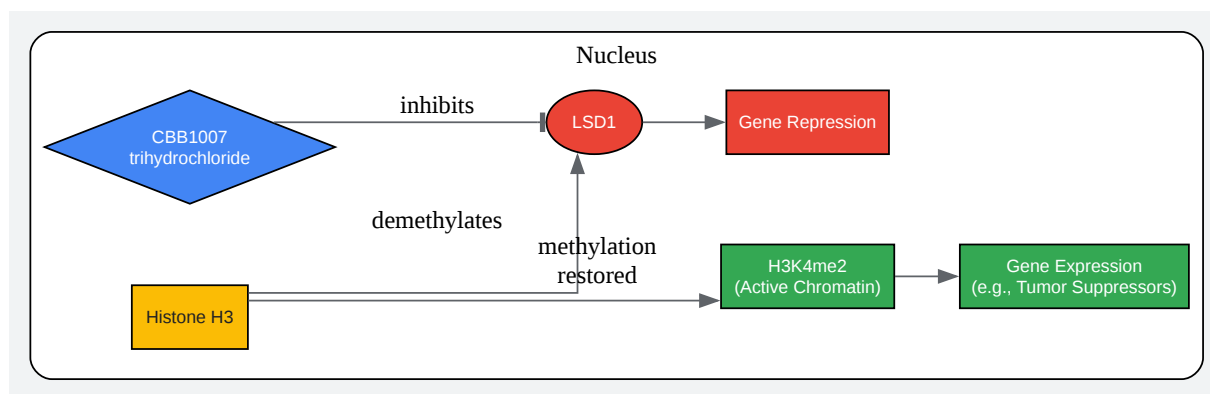 Nucleus
CBB1007
trihydrochloride
inhibits
LSD1
Gene Repression
demethylates
methylation
restored
Histone H3
H3K4me2
(Active Chromatin)
Gene Expression
(e.g., Tumor Suppressors)